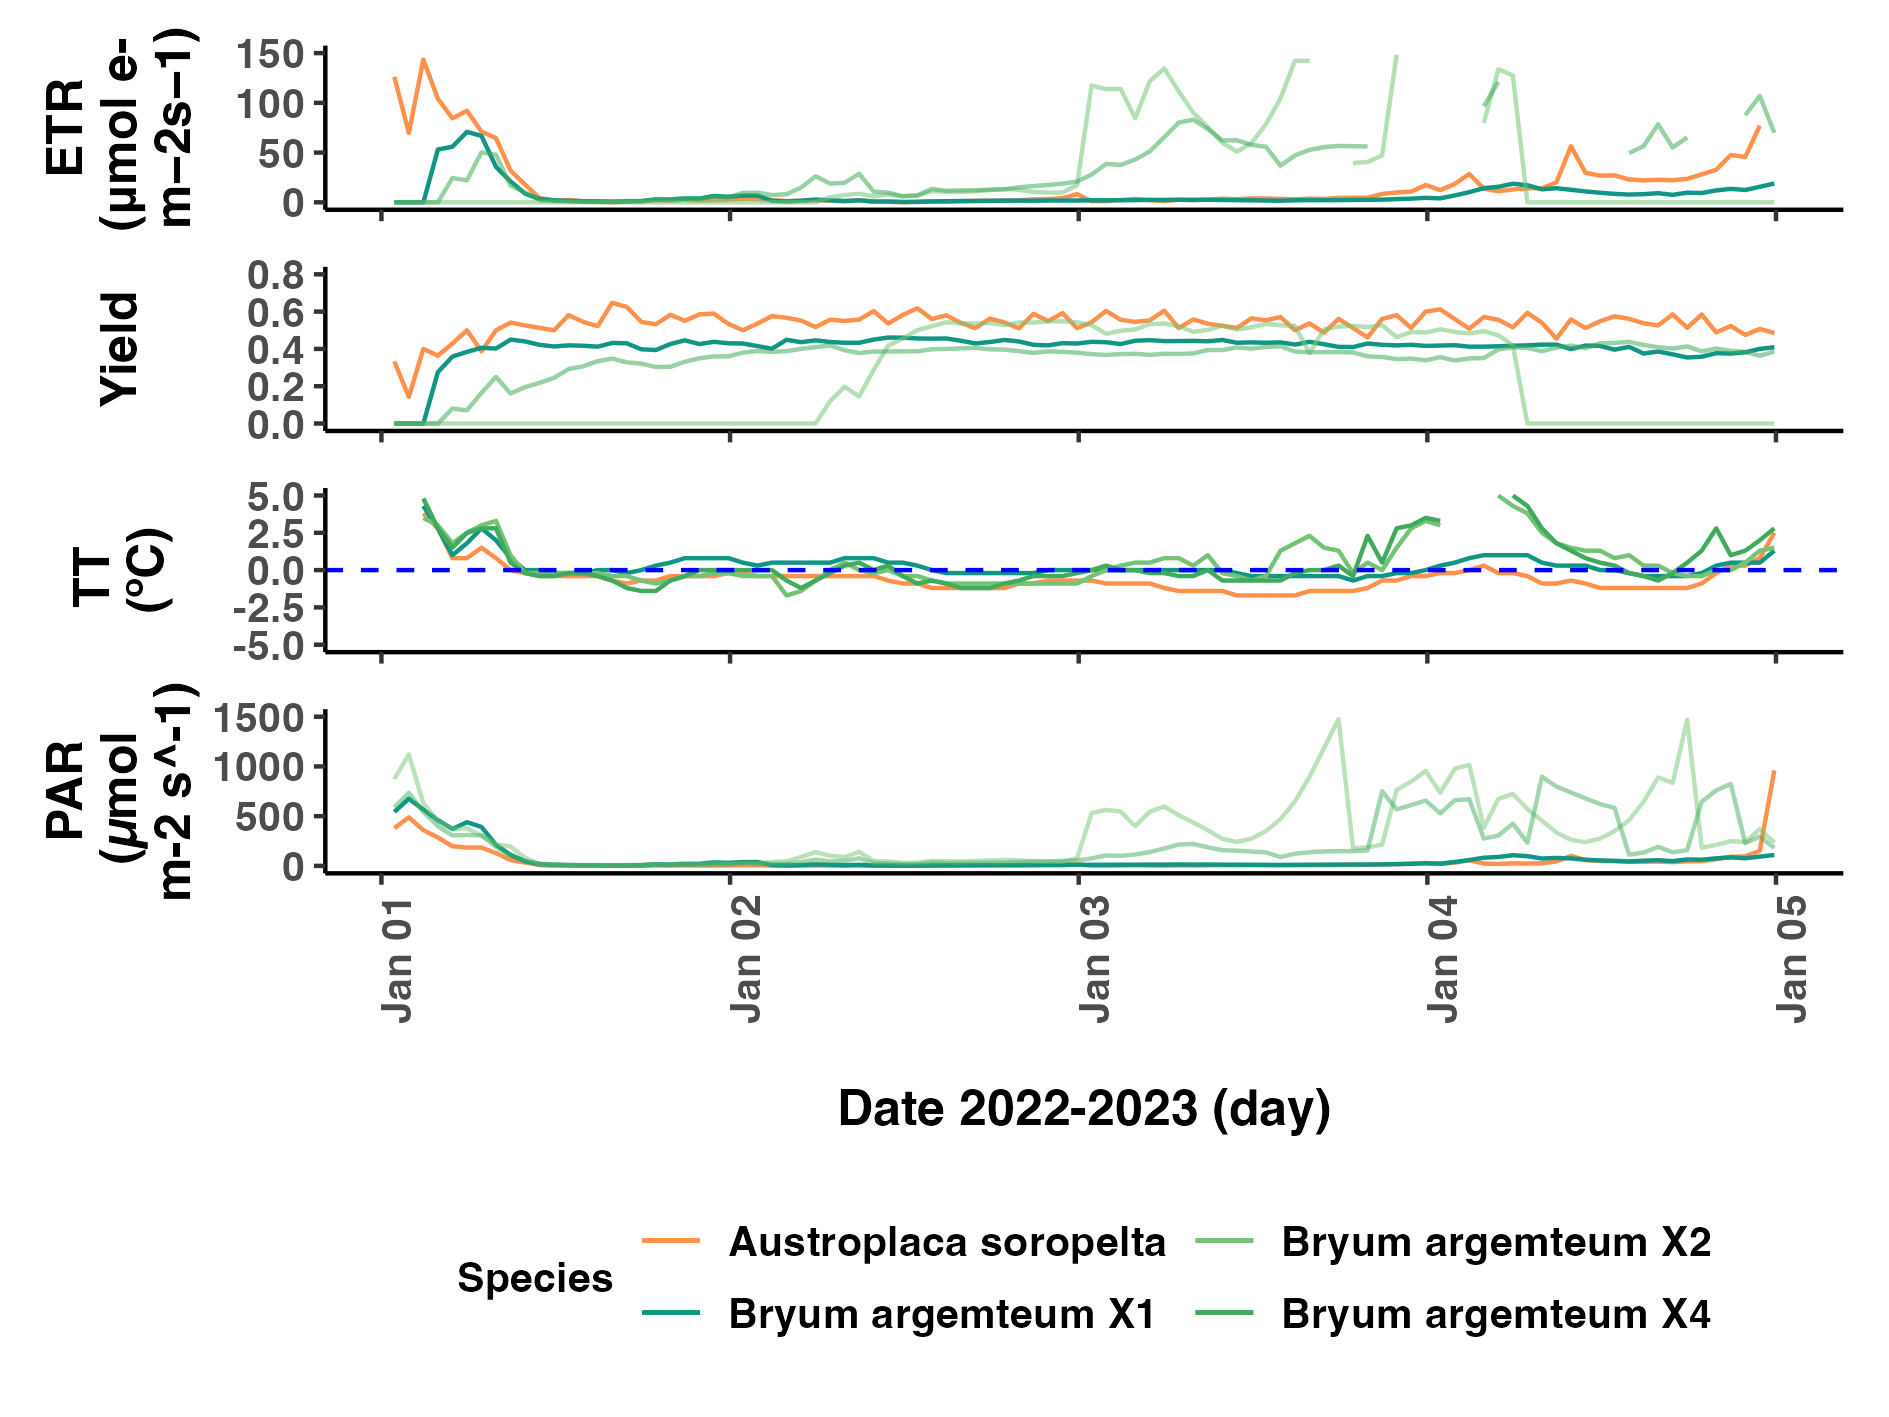 ETR
(µmol e-
m−2s−1)
150
100
50
0
Yield
0.8
0.6
0.4
0.2
0.0
TT
(ºC)
5.0
2.5
0.0
-2.5
-5.0
PAR
(µmol
m-2 s^-1)
1500
1000
500
0
Jan 01
Jan 02
Jan 03
Jan 04
Jan 05
Date 2022-2023 (day)
Species
Austroplaca soropelta
Bryum argemteum X2
Bryum argemteum X1
Bryum argemteum X4